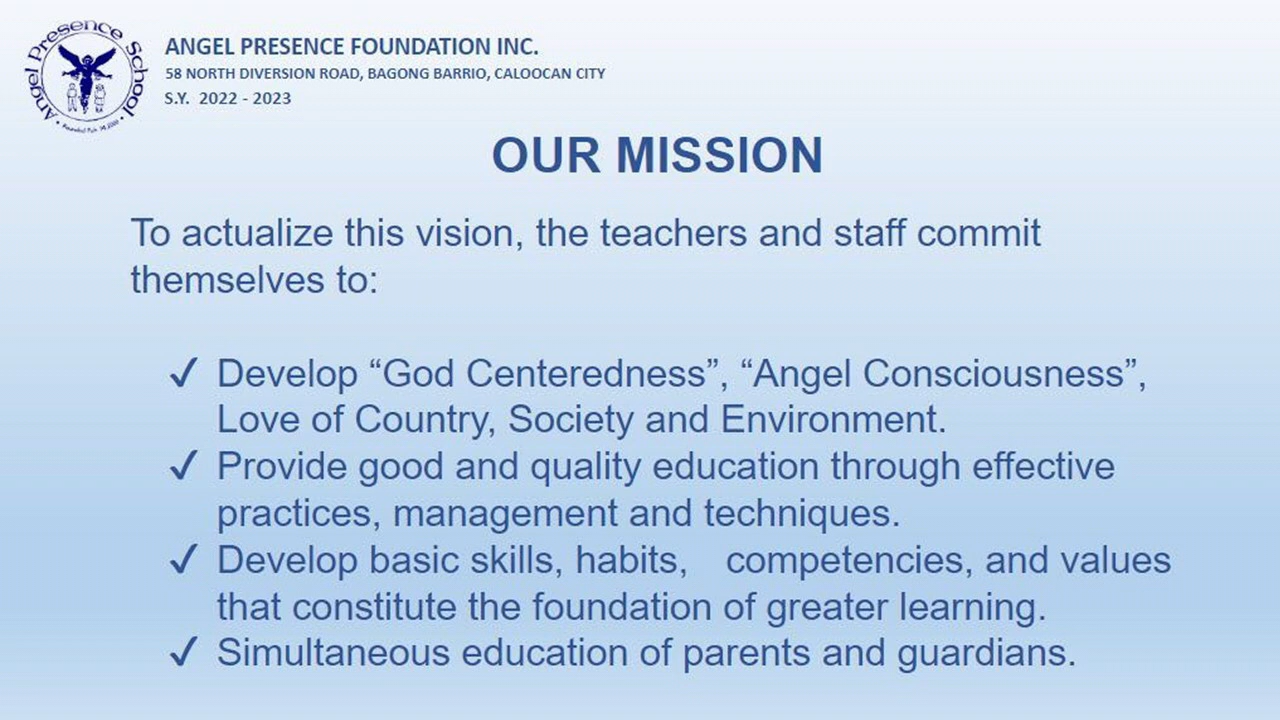 Angel Presence School
ANGEL PRESENCE FOUNDATION INC.
58 NORTH DIVERSION ROAD, BAGONG BARRIO, CALOOCAN CITY
S.Y. 2022 - 2023
OUR MISSION
To actualize this vision, the teachers and staff commit
themselves to:
✓ Develop “God Centeredness”, “Angel Consciousness”,
Love of Country, Society and Environment.
✓ Provide good and quality education through effective
practices, management and techniques.
✓ Develop basic skills, habits, competencies, and values
that constitute the foundation of greater learning.
✓ Simultaneous education of parents and guardians.